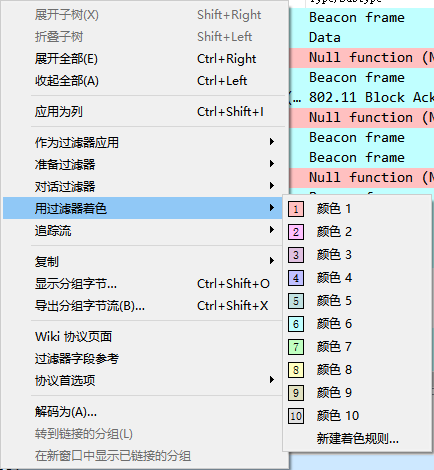 Type/Subtype
展开子树(X) Shift+Right
折叠子树 Shift+Left
展开全部(E) Ctrl+Right
收起全部(A) Ctrl+Left
应用为列 Ctrl+Shift+I
作为过滤器应用
准备过滤器
对话过滤器
用过滤器着色
追踪流
复制
显示分组字节... Ctrl+Shift+O
导出分组字节流(B)... Ctrl+Shift+X
Wiki 协议页面
过滤器字段参考
协议首选项
解码为(A)...
转到链接的分组(L)
在新窗口中显示已链接的分组
Beacon frame
Data
Null function (N
Beacon frame
(… 802.11 Block Ack
Null function (N
Beacon frame
Beacon frame
Null function (N
1 颜色 1
2 颜色 2
3 颜色 3
4 颜色 4
5 颜色 5
6 颜色 6
7 颜色 7
8 颜色 8
9 颜色 9
10 颜色 10
新建着色规则...